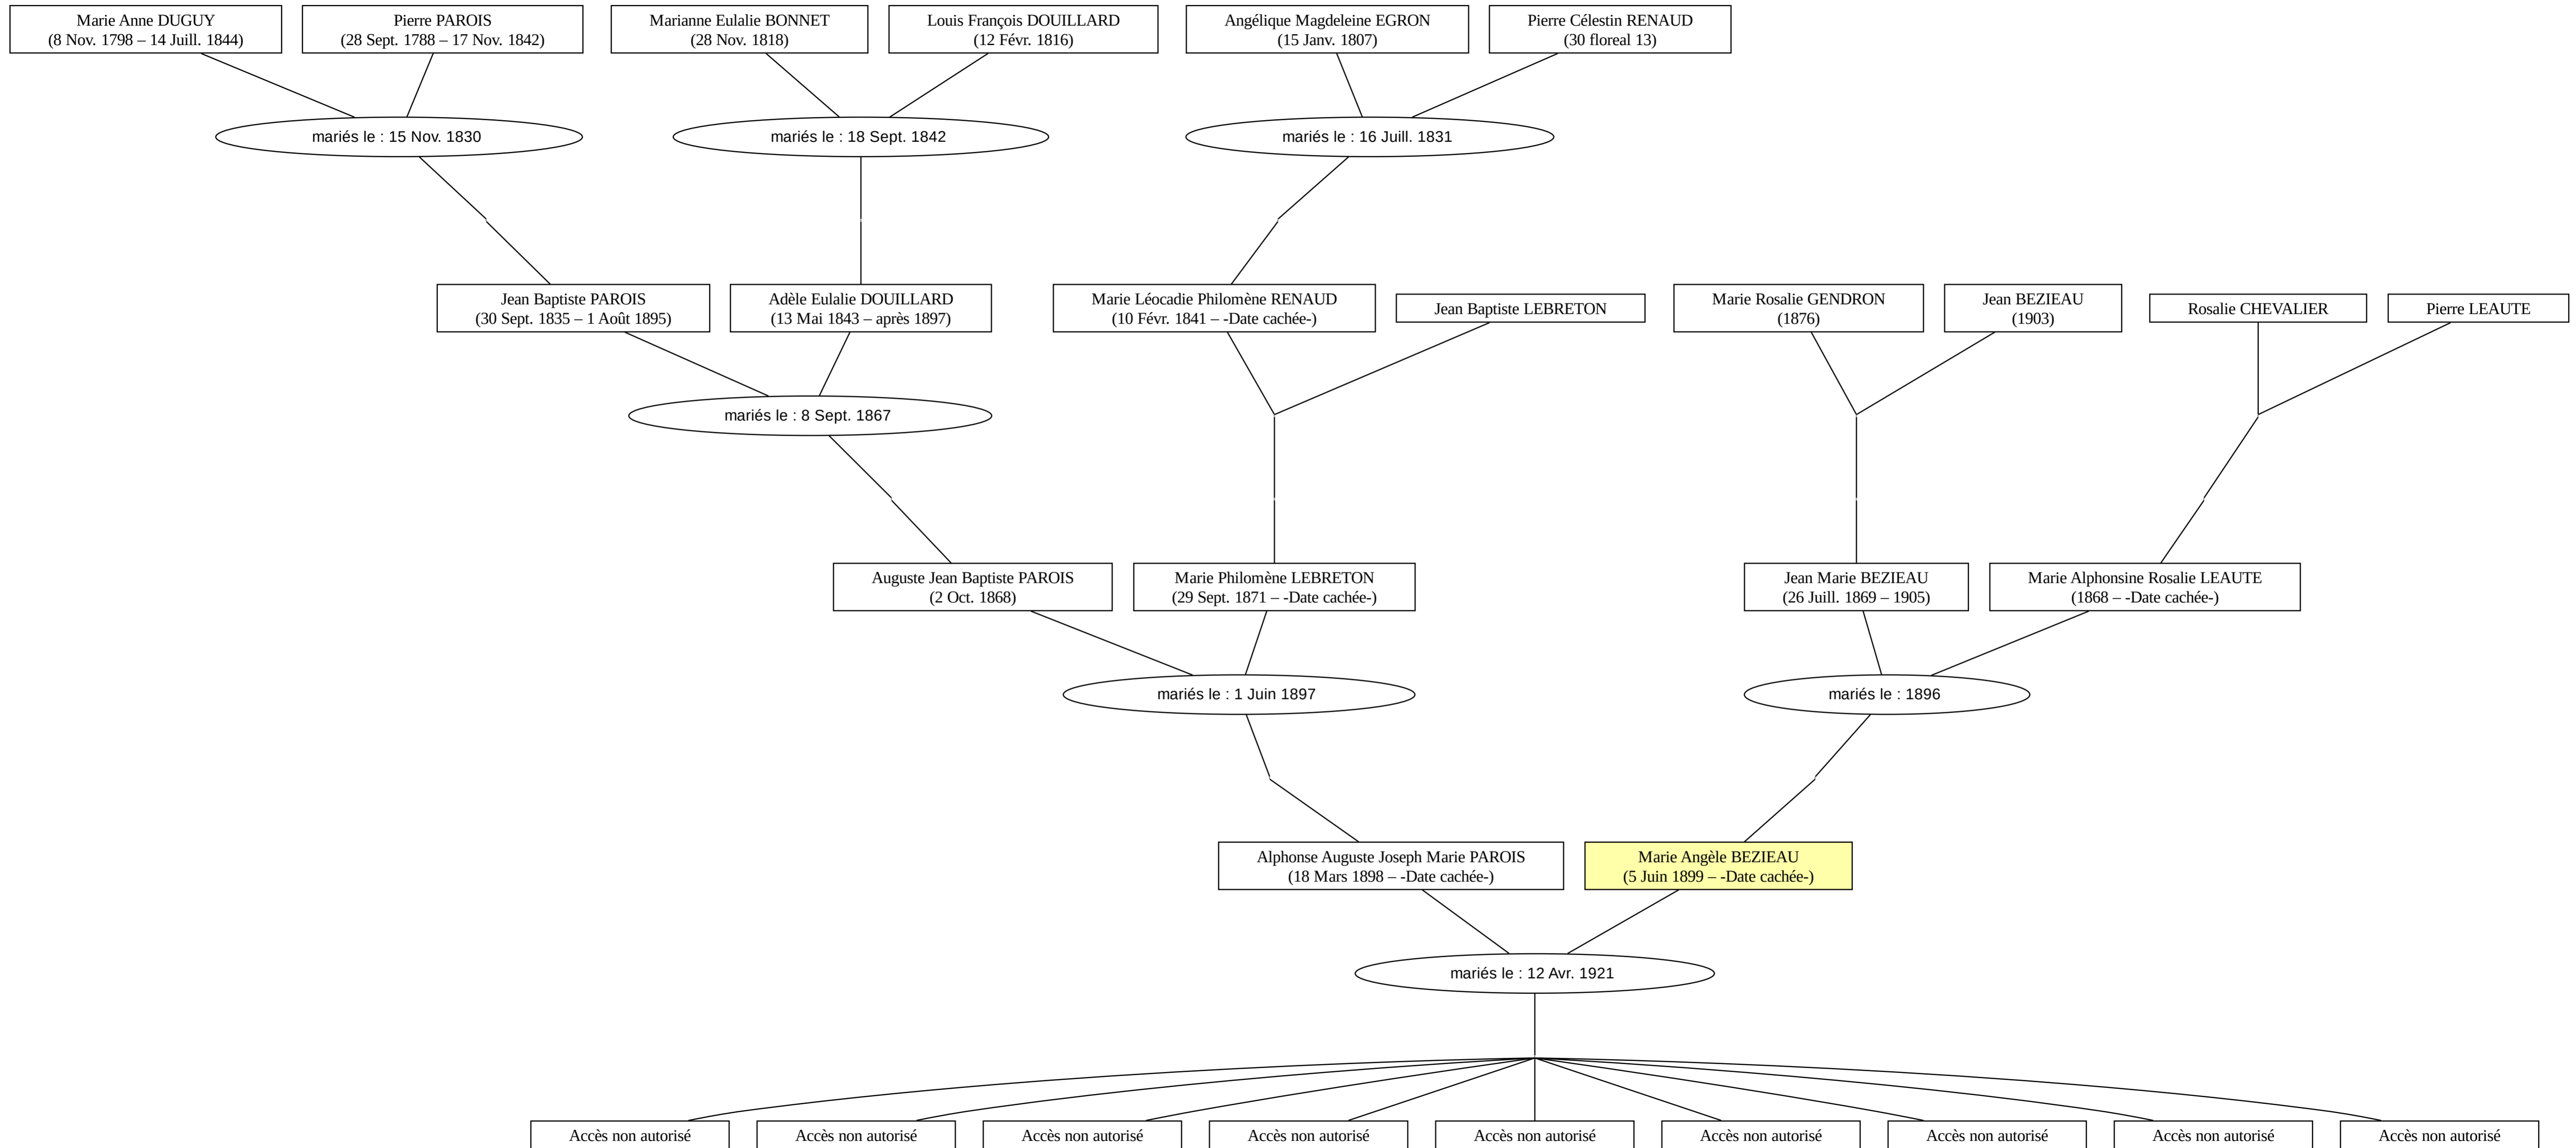 Marie Anne DUGUY
(8 Nov. 1798 – 14 Juill. 1844)
Pierre PAROIS
(28 Sept. 1788 – 17 Nov. 1842)
Marianne Eulalie BONNET
(28 Nov. 1818)
Louis François DOUILLARD
(12 Févr. 1816)
Angélique Magdeleine EGRON
(15 Janv. 1807)
Pierre Célestin RENAUD
(30 floreal 13)
mariés le : 15 Nov. 1830
mariés le : 18 Sept. 1842
mariés le : 16 Juill. 1831
Jean Baptiste PAROIS
(30 Sept. 1835 – 1 Août 1895)
Adèle Eulalie DOUILLARD
(13 Mai 1843 – après 1897)
Marie Léocadie Philomène RENAUD
(10 Févr. 1841 – -Date cachée-)
Jean Baptiste LEBRETON
Marie Rosalie GENDRON
(1876)
Jean BEZIEAU
(1903)
Rosalie CHEVALIER
Pierre LEAUTE
mariés le : 8 Sept. 1867
Auguste Jean Baptiste PAROIS
(2 Oct. 1868)
Marie Philomène LEBRETON
(29 Sept. 1871 – -Date cachée-)
Jean Marie BEZIEAU
(26 Juill. 1869 – 1905)
Marie Alphonsine Rosalie LEAUTE
(1868 – -Date cachée-)
mariés le : 1 Juin 1897
mariés le : 1896
Alphonse Auguste Joseph Marie PAROIS
(18 Mars 1898 – -Date cachée-)
Marie Angèle BEZIEAU
(5 Juin 1899 – -Date cachée-)
mariés le : 12 Avr. 1921
Accès non autorisé
Accès non autorisé
Accès non autorisé
Accès non autorisé
Accès non autorisé
Accès non autorisé
Accès non autorisé
Accès non autorisé
Accès non autorisé